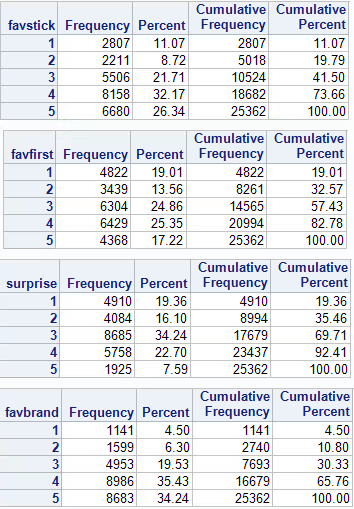 favstick Frequency Percent Cumulative Frequency Cumulative Percent
1 2807 11.07 2807 11.07
2 2211 8.72 5018 19.79
3 5506 21.71 10524 41.50
4 8158 32.17 18682 73.66
5 6680 26.34 25362 100.00
favfirst Frequency Percent Cumulative Frequency Cumulative Percent
1 4822 19.01 4822 19.01
2 3439 13.56 8261 32.57
3 6304 24.86 14565 57.43
4 6429 25.35 20994 82.78
5 4368 17.22 25362 100.00
surprise Frequency Percent Cumulative Frequency Cumulative Percent
1 4910 19.36 4910 19.36
2 4084 16.10 8994 35.46
3 8685 34.24 17679 69.71
4 5758 22.70 23437 92.41
5 1925 7.59 25362 100.00
favbrand Frequency Percent Cumulative Frequency Cumulative Percent
1 1141 4.50 1141 4.50
2 1599 6.30 2740 10.80
3 4953 19.53 7693 30.33
4 8986 35.43 16679 65.76
5 8683 34.24 25362 100.00